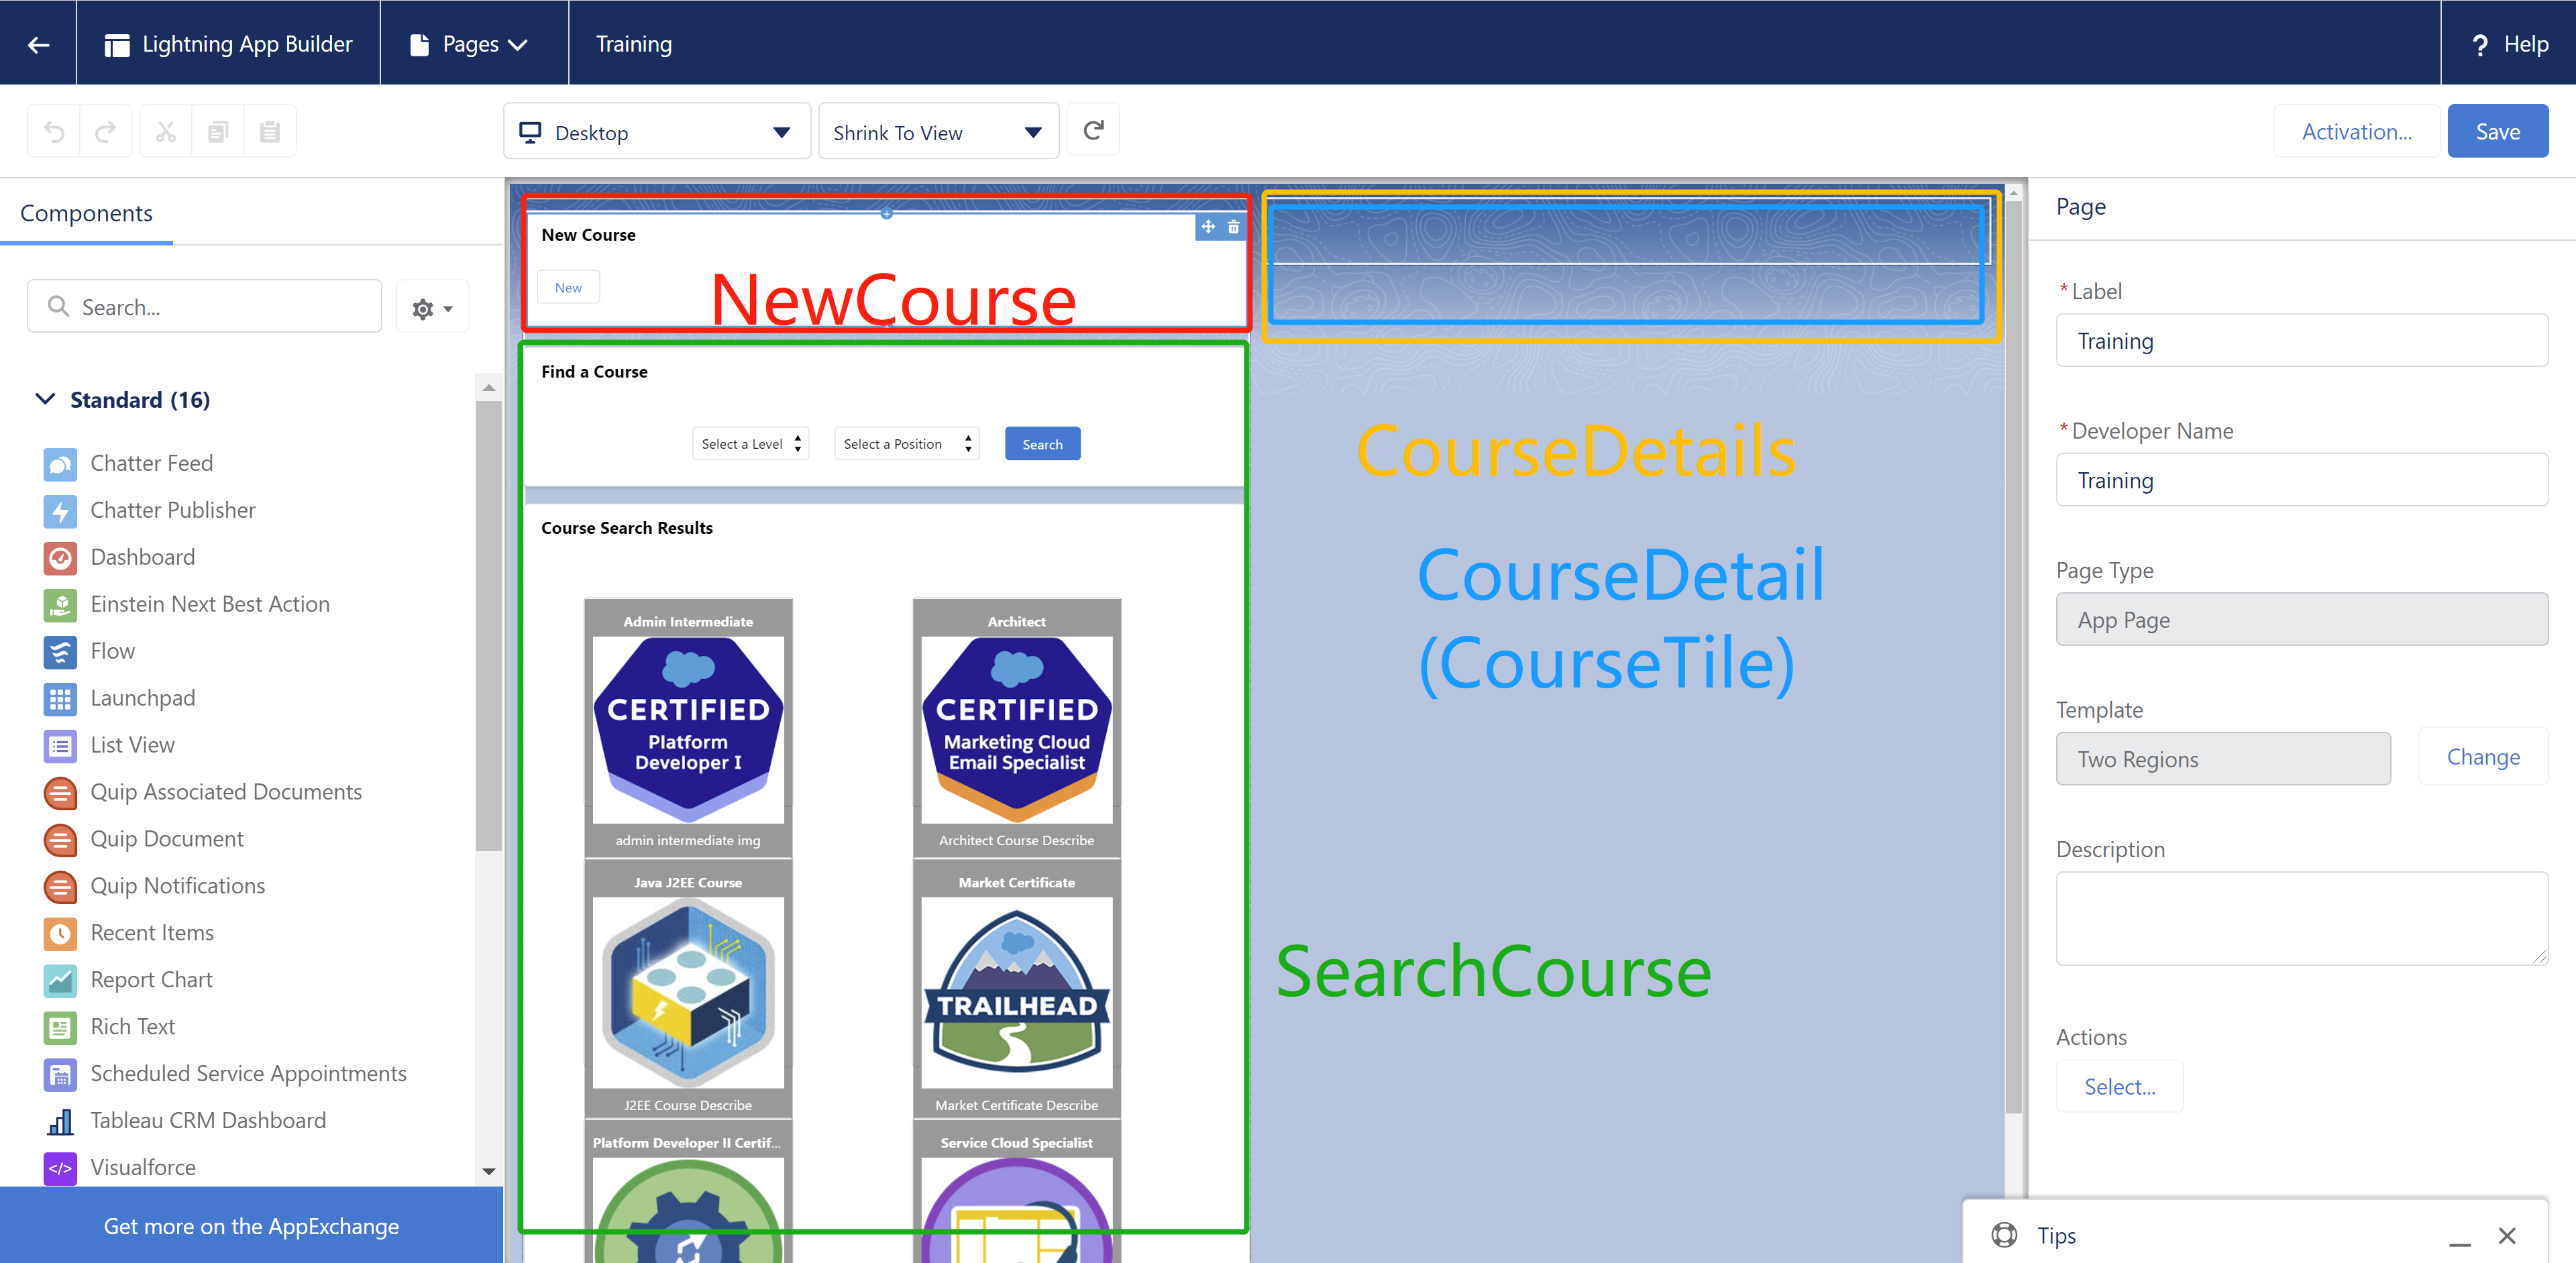 Lightning App Builder
Pages
Training
? Help
Desktop
Shrink To View
Activation...
Save
Components
Search...
Standard (16)
Chatter Feed
Chatter Publisher
Dashboard
Einstein Next Best Action
Flow
Launchpad
List View
Quip Associated Documents
Quip Document
Quip Notifications
Recent Items
Report Chart
Rich Text
Scheduled Service Appointments
Tableau CRM Dashboard
</> Visualforce
Get more on the AppExchange
New Course
New
NewCourse
Find a Course
Select a Level
Select a Position
Search
Course Search Results
Admin Intermediate
CERTIFIED
Platform
Developer I
admin intermediate img
Architect
CERTIFIED
Marketing Cloud
Email Specialist
Architect Course Describe
Java J2EE Course
J2EE Course Describe
Market Certificate
TRAILHEAD
Market Certificate Describe
Platform Developer II Certif...
Service Cloud Specialist
CourseDetails
CourseDetail
(CourseTile)
SearchCourse
Page
*Label
Training
*Developer Name
Training
Page Type
App Page
Template
Two Regions
Change
Description
Actions
Select...
Tips